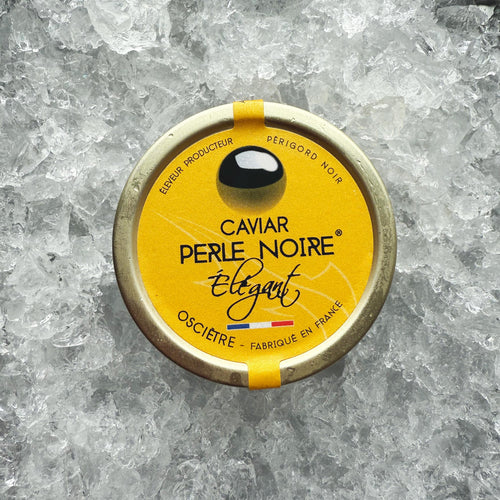 ÉLEVEUR PRODUCTEUR PÉRIGORD NOIR
CAVIAR
PERLE NOIRE®
Élégant
OSCIÈTRE - FABRIQUÉ EN FRANCE